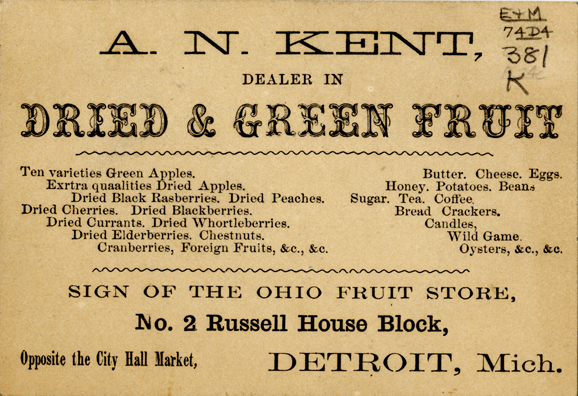 E&M
74D4
381
K
A. N. KENT,
DEALER IN
DRIED & GREEN FRUIT
Ten varieties Green Apples.
Exrtra quaalities Dried Apples.
Dried Black Rasberries. Dried Peaches.
Dried Cherries. Dried Blackberries.
Dried Currants. Dried Whortleberries.
Dried Elderberries. Chestnuts.
Cranberries, Foreign Fruits, &c., &c.
Butter. Cheese. Eggs.
Honey. Potatoes. Beans
Sugar. Tea. Coffee.
Bread Crackers.
Candles,
Wild Game.
Oysters, &c., &c.
SIGN OF THE OHIO FRUIT STORE,
No. 2 Russell House Block,
Opposite the City Hall Market,
DETROIT, Mich.